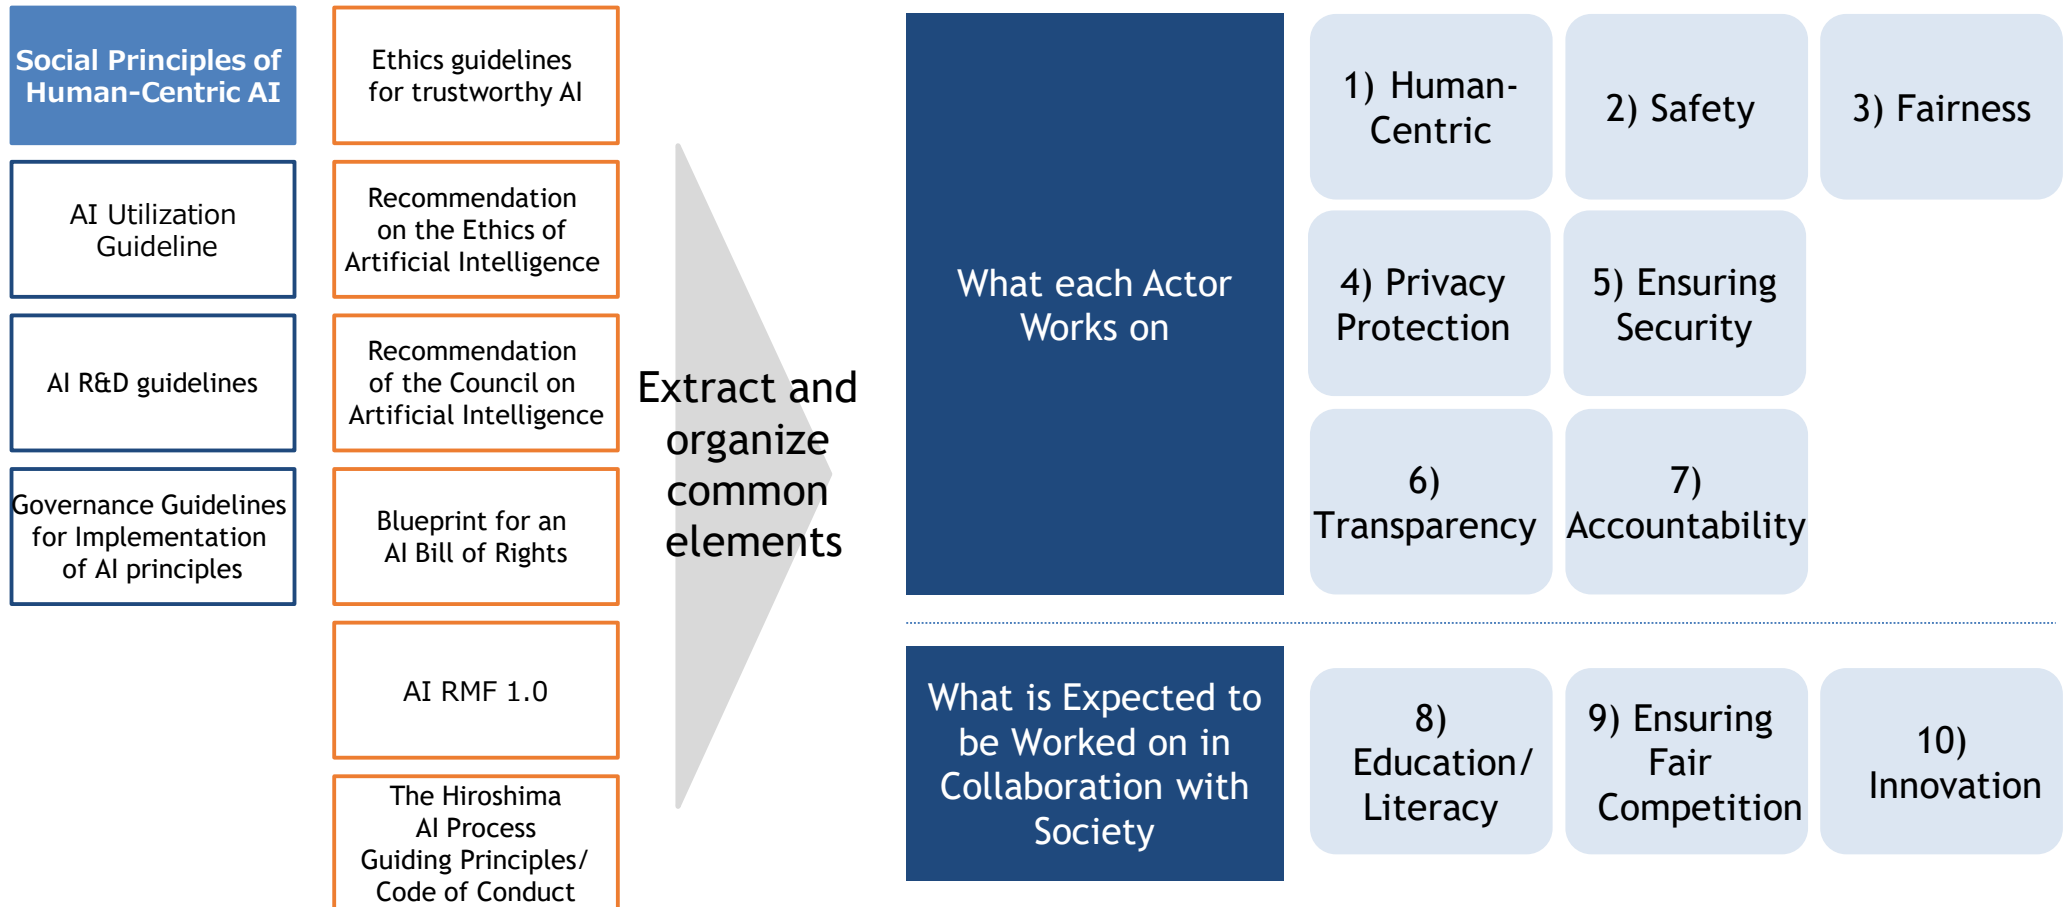 Social Principles of
Human-Centric AI
AI Utilization
Guideline
AI R&D guidelines
Governance Guidelines
for Implementation
of AI principles
Ethics guidelines
for trustworthy AI
Recommendation
on the Ethics of
Artificial Intelligence
Recommendation
of the Council on
Artificial Intelligence
Blueprint for an
AI Bill of Rights
AI RMF 1.0
The Hiroshima
AI Process
Guiding Principles/
Code of Conduct
Extract and
organize
common
elements
What each Actor
Works on
1) Human-
Centric
2) Safety
3) Fairness
4) Privacy
Protection
5) Ensuring
Security
6)
Transparency
7)
Accountability
What is Expected to
be Worked on in
Collaboration with
Society
8)
Education/
Literacy
9) Ensuring
Fair
Competition
10)
Innovation